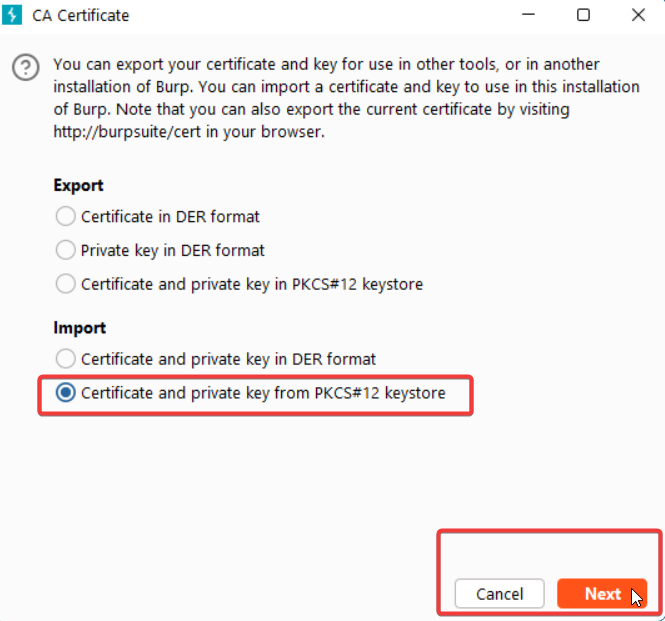 CA Certificate
You can export your certificate and key for use in other tools, or in another
installation of Burp. You can import a certificate and key to use in this installation
of Burp. Note that you can also export the current certificate by visiting
http://burpsuite/cert in your browser.
Export
Certificate in DER format
Private key in DER format
Certificate and private key in PKCS#12 keystore
Import
Certificate and private key in DER format
Certificate and private key from PKCS#12 keystore
Cancel
Next